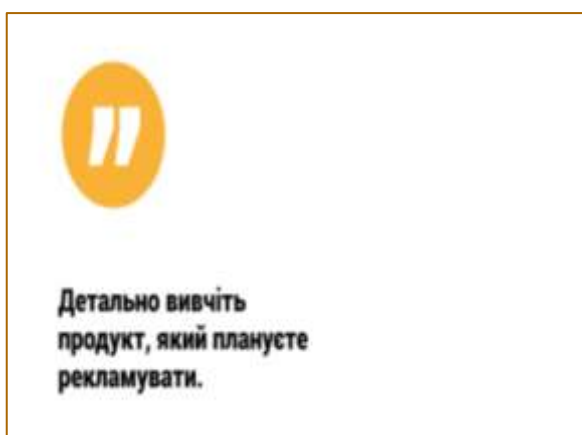 "
Детально вивчіть
продукт, який плануєте
рекламувати.